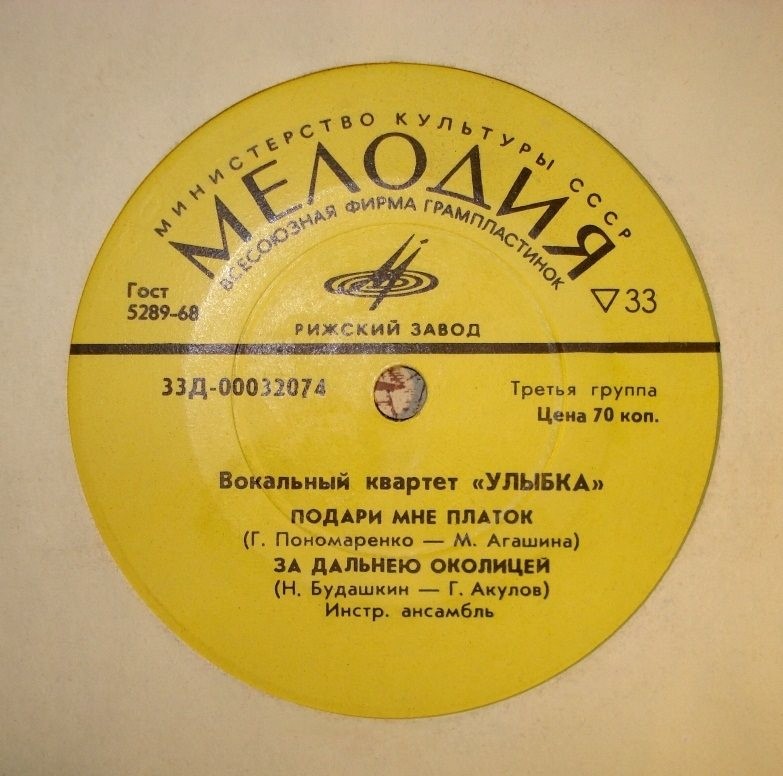 МИНИСТЕРСТВО КУЛЬТУРЫ СССР
МЕЛОДИЯ
ВСЕСОЮЗНАЯ ФИРМА ГРАМПЛАСТИНОК
Гост
5289-68
▽33
РИЖСКИЙ ЗАВОД
33Д-00032074
Третья группа
Цена 70 коп.
Вокальный квартет «УЛЫБКА»
ПОДАРИ МНЕ ПЛАТОК
(Г. Пономаренко — М. Агашина)
ЗА ДАЛЬНЕЮ ОКОЛИЦЕЙ
(Н. Будашкин — Г. Акулов)
Инстр. ансамбль